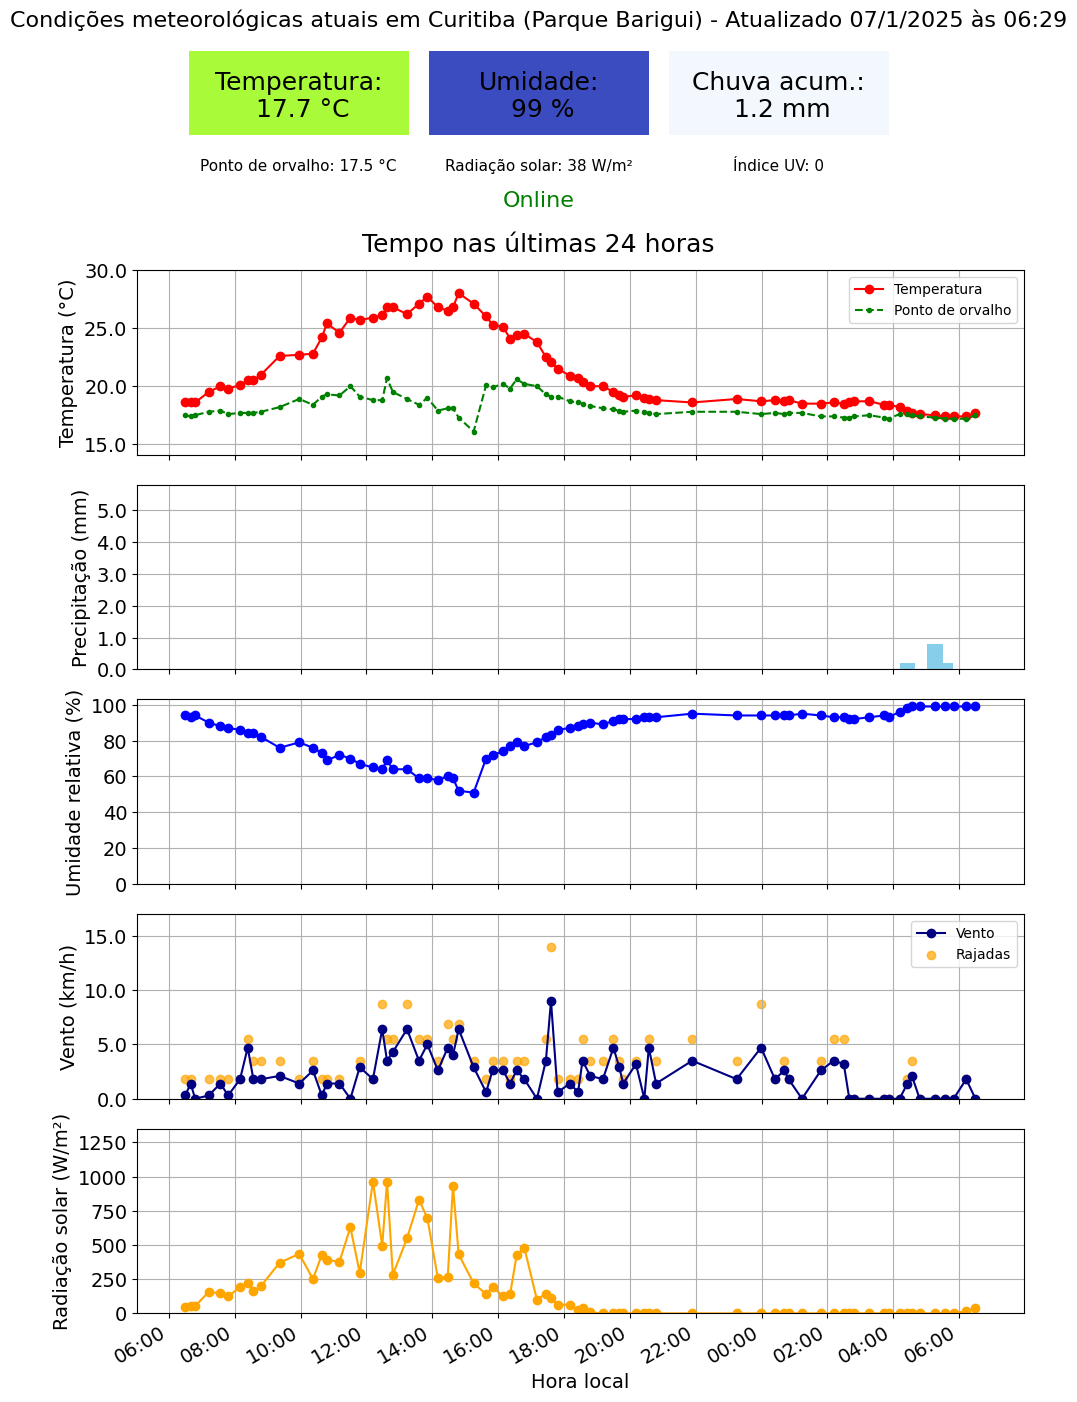 Condições meteorológicas atuais em Curitiba (Parque Barigui) - Atualizado 07/1/2025 às 06:29
Temperatura:
17.7 °C
Umidade:
99 %
Chuva acum.:
1.2 mm
Ponto de orvalho: 17.5 °C
Radiação solar: 38 W/m²
Índice UV: 0
Online
Tempo nas últimas 24 horas
Temperatura (°C)
30.0
25.0
20.0
15.0
Temperatura
Ponto de orvalho
Precipitação (mm)
5.0
4.0
3.0
2.0
1.0
0.0
Umidade relativa (%)
100
80
60
40
20
0
Vento (km/h)
15.0
10.0
5.0
0.0
Vento
Rajadas
Radiação solar (W/m²)
1250
1000
750
500
250
0
06:00 08:00 10:00 12:00 14:00 16:00 18:00 20:00 22:00 00:00 02:00 04:00 06:00
Hora local